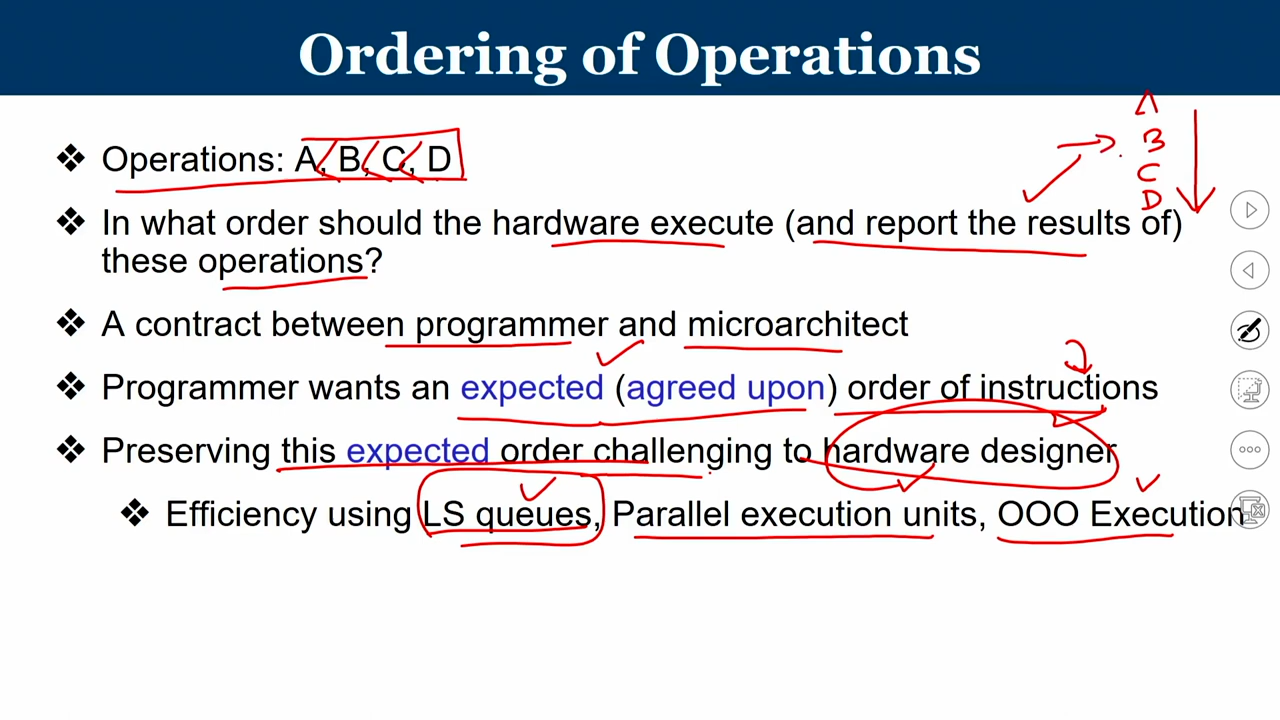 Ordering of Operations
A
❖ Operations: A, B, C, D
B
C
D
❖ In what order should the hardware execute (and report the results of)
these operations?
❖ A contract between programmer and microarchitect
❖ Programmer wants an expected (agreed upon) order of instructions
❖ Preserving this expected order challenging to hardware designer
❖ Efficiency using LS queues, Parallel execution units, OOO Execution